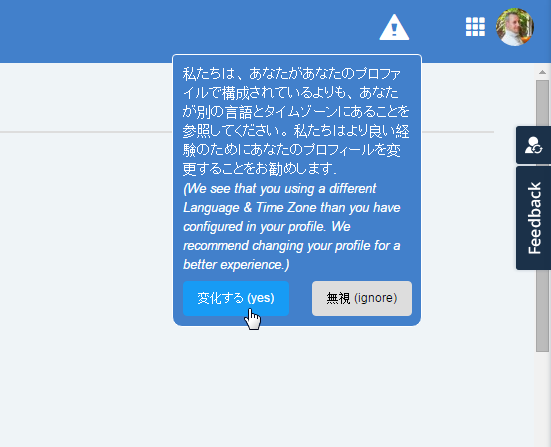 私たちは、あなたがあなたのプロファ
イルで構成されているよりも、あなた
が別の言語とタイムゾーンにあることを
参照してください。私たちはより良い経
験のためにあなたのプロフィールを変
更することをお勧めします.
(We see that you using a different
Language & Time Zone than you have
configured in your profile. We
recommend changing your profile for a
better experience.)
変化する (yes)
無視 (ignore)
Feedback